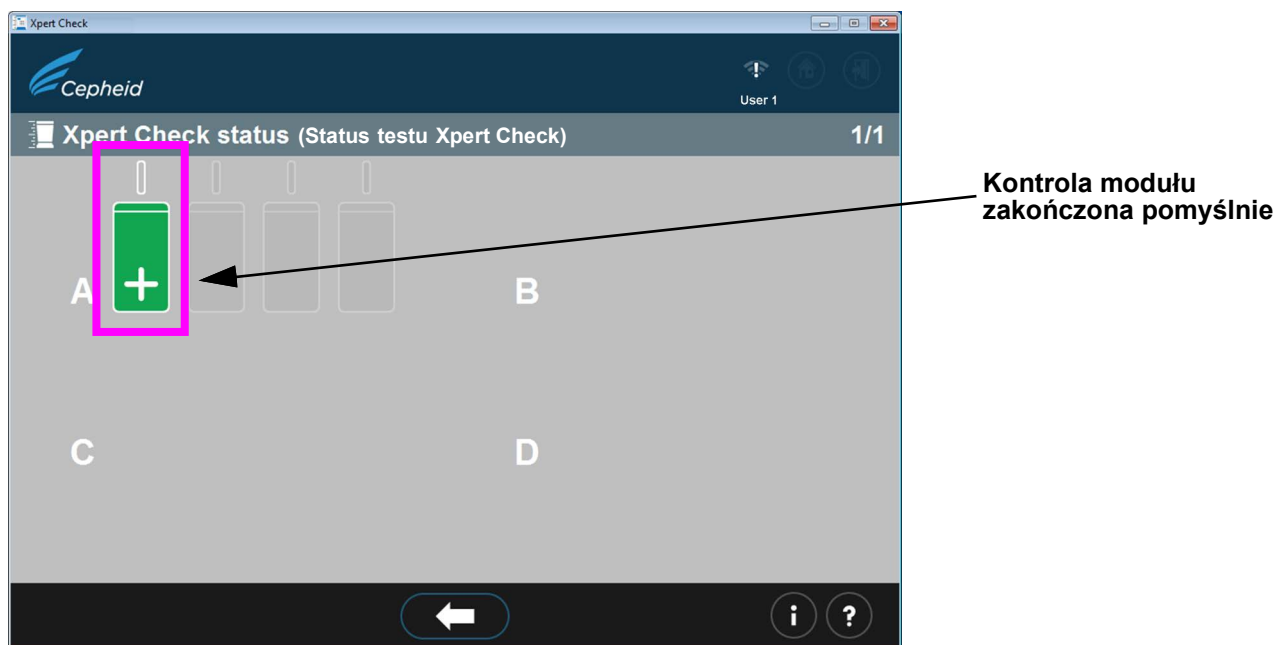 Xpert Check
Cepheid
User 1
Xpert Check status (Status testu Xpert Check) 1/1
A
B
C
D
i ?
Kontrola modułu
zakończona pomyślnie